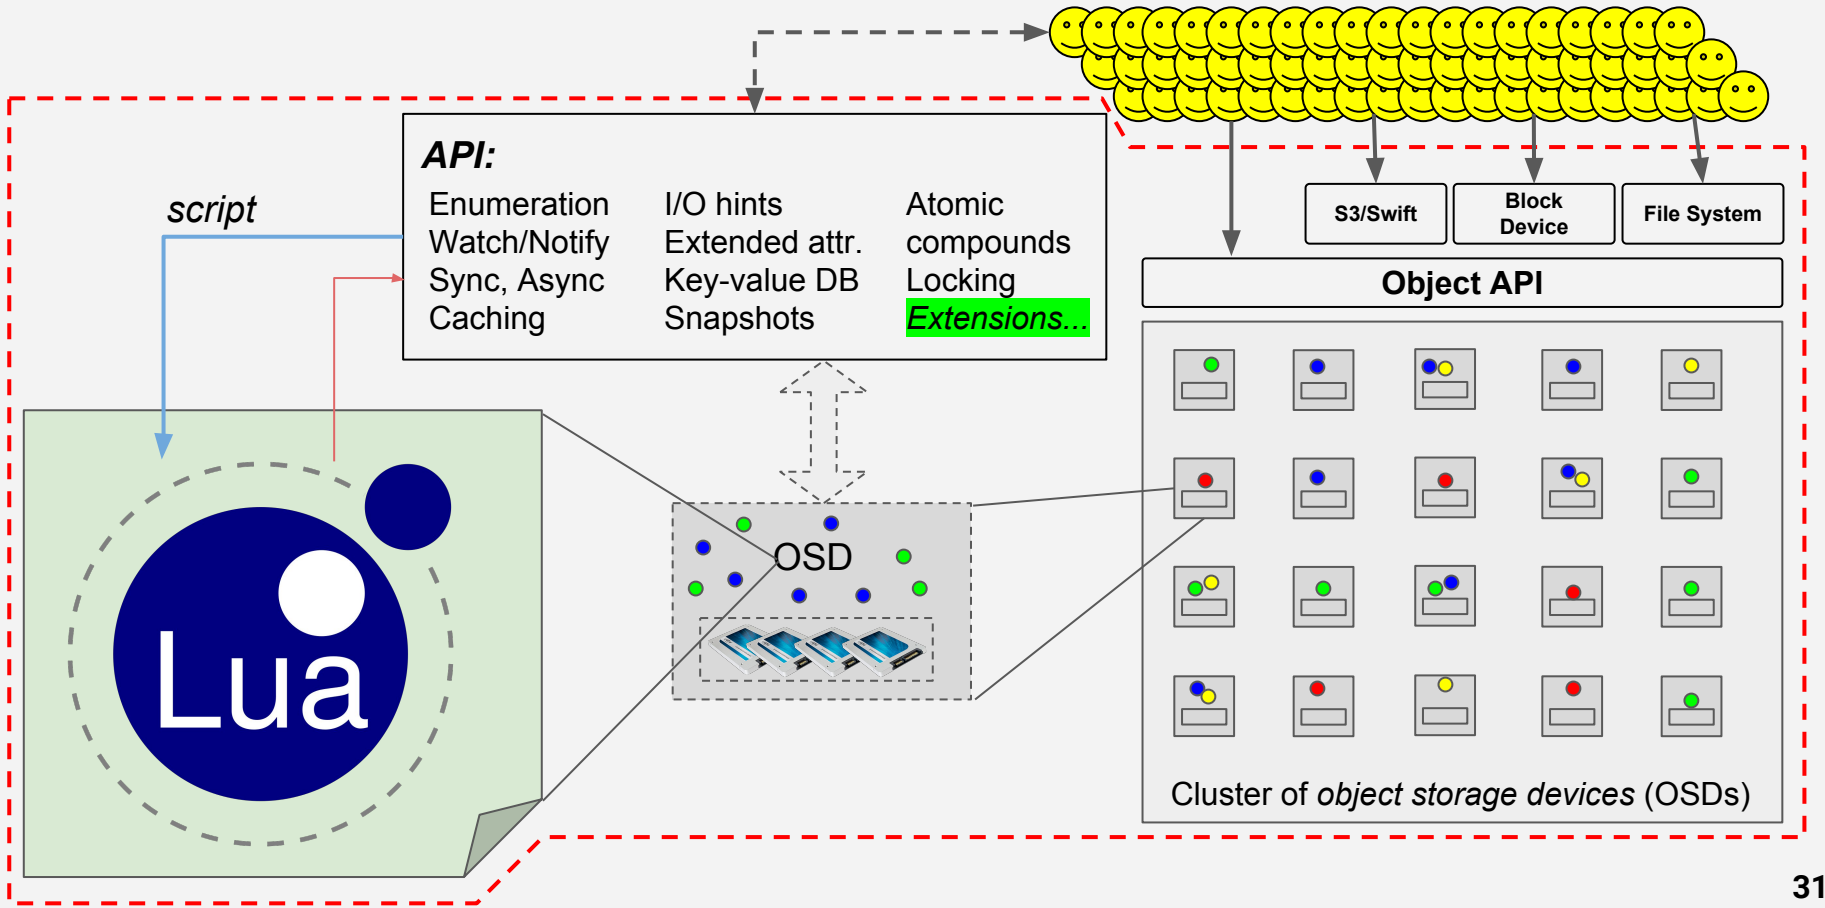 API:
Enumeration
Watch/Notify
Sync, Async
Caching
I/O hints
Extended attr.
Key-value DB
Snapshots
Atomic
compounds
Locking
Extensions...
script
S3/Swift
Block
Device
File System
Object API
OSD
Lua
Cluster of object storage devices (OSDs)
31